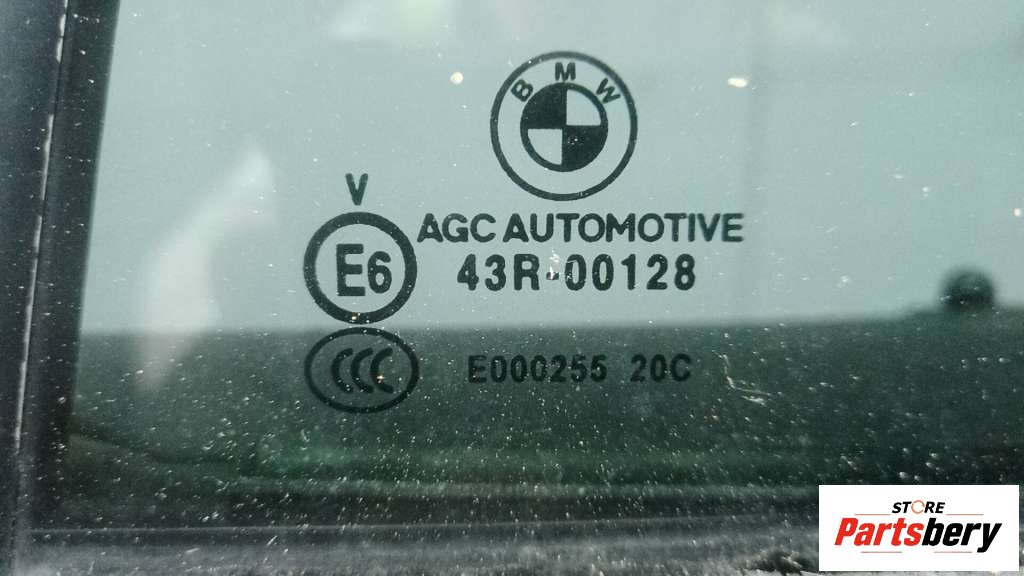 BMW
V
AGC AUTOMOTIVE
E6
43R-00128
CCC
E000255 20C
STORE
Partsbery